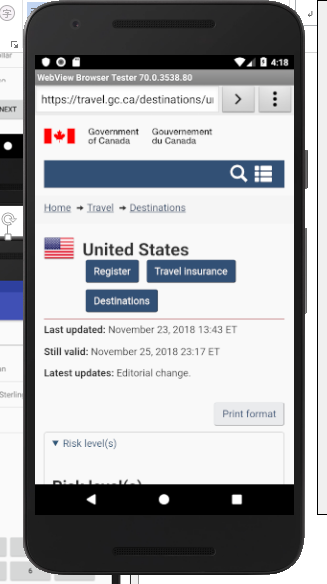 NEXT
4:18
WebView Browser Tester 70.0.3538.80
https://travel.gc.ca/destinations/u
Government
of Canada
Gouvernement
du Canada
Home ➔ Travel ➔ Destinations
United States
Register
Travel insurance
Destinations
Last updated: November 23, 2018 13:43 ET
Still valid: November 25, 2018 23:17 ET
Latest updates: Editorial change.
Print format
▼ Risk level(s)
Risk level(s)
Sterlin
6